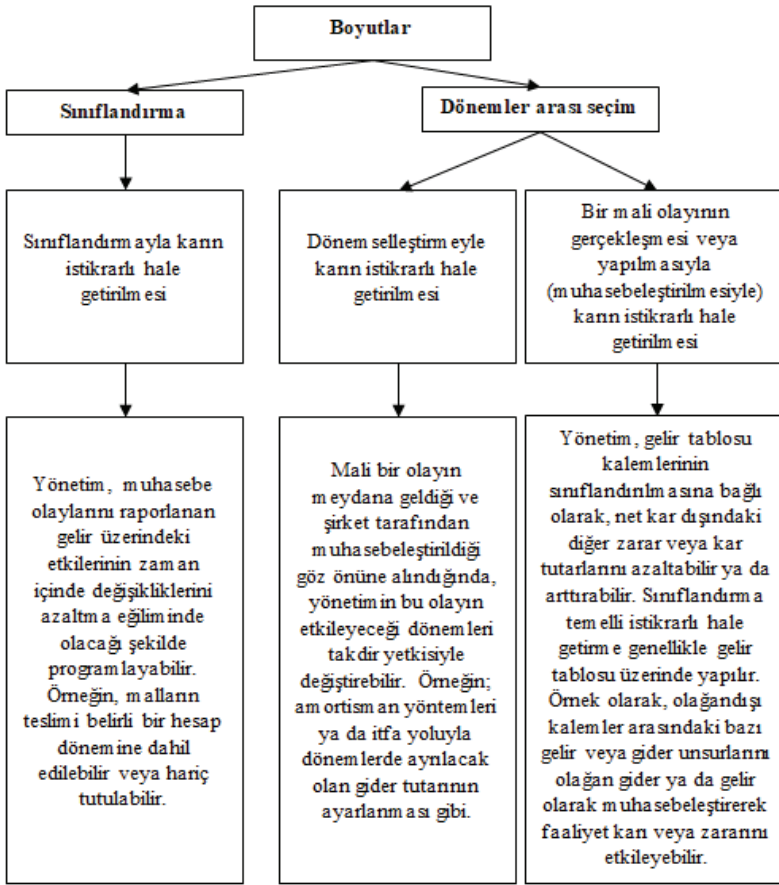 Boyutlar
Sınıflandırma
Dönemler arası seçim
Sınıflandırmayla karın
istikrarlı hale
getirilmesi
Dönemselleştirmeyle
karın istikrarlı hale
getirilmesi
Bir mali olayının
gerçekleşmesi veya
yapılmasıyla
(muhasebeleştirilmesiyle)
karın istikrarlı hale
getirilmesi
Yönetim, muhasebe
olaylarını raporlanan
gelir üzerindeki
etkilerinin zaman
içinde değişikliklerini
azaltma eğiliminde
olacağı şekilde
programlayabilir.
Örneğin, malların
teslimi belirli bir hesap
dönemine dahil
edilebilir veya hariç
tutulabilir.
Mali bir olayın
meydana geldiği ve
şirket tarafından
muhasebeleştirildiği
göz önüne alındığında,
yönetimin bu olayın
etkileyeceği dönemleri
takdir yetkisiyle
değiştirebilir. Örneğin;
amortisman yöntemleri
ya da itfa yoluyla
dönemlerde ayrılacak
olan gider tutarının
ayarlanması gibi.
Yönetim, gelir tablosu
kalemlerinin
sınıflandırılmasına bağlı
olarak, net kar dışındaki
diğer zarar veya kar
tutarlarını azaltabilir ya da
arttırabilir. Sınıflandırma
temelli istikrarlı hale
getirme genellikle gelir
tablosu üzerinde yapılır.
Örnek olarak, olağandışı
kalemler arasındaki bazı
gelir veya gider unsurlarını
olağan gider ya da gelir
olarak muhasebeleştirerek
faaliyet karı veya zararını
etkileyebilir.